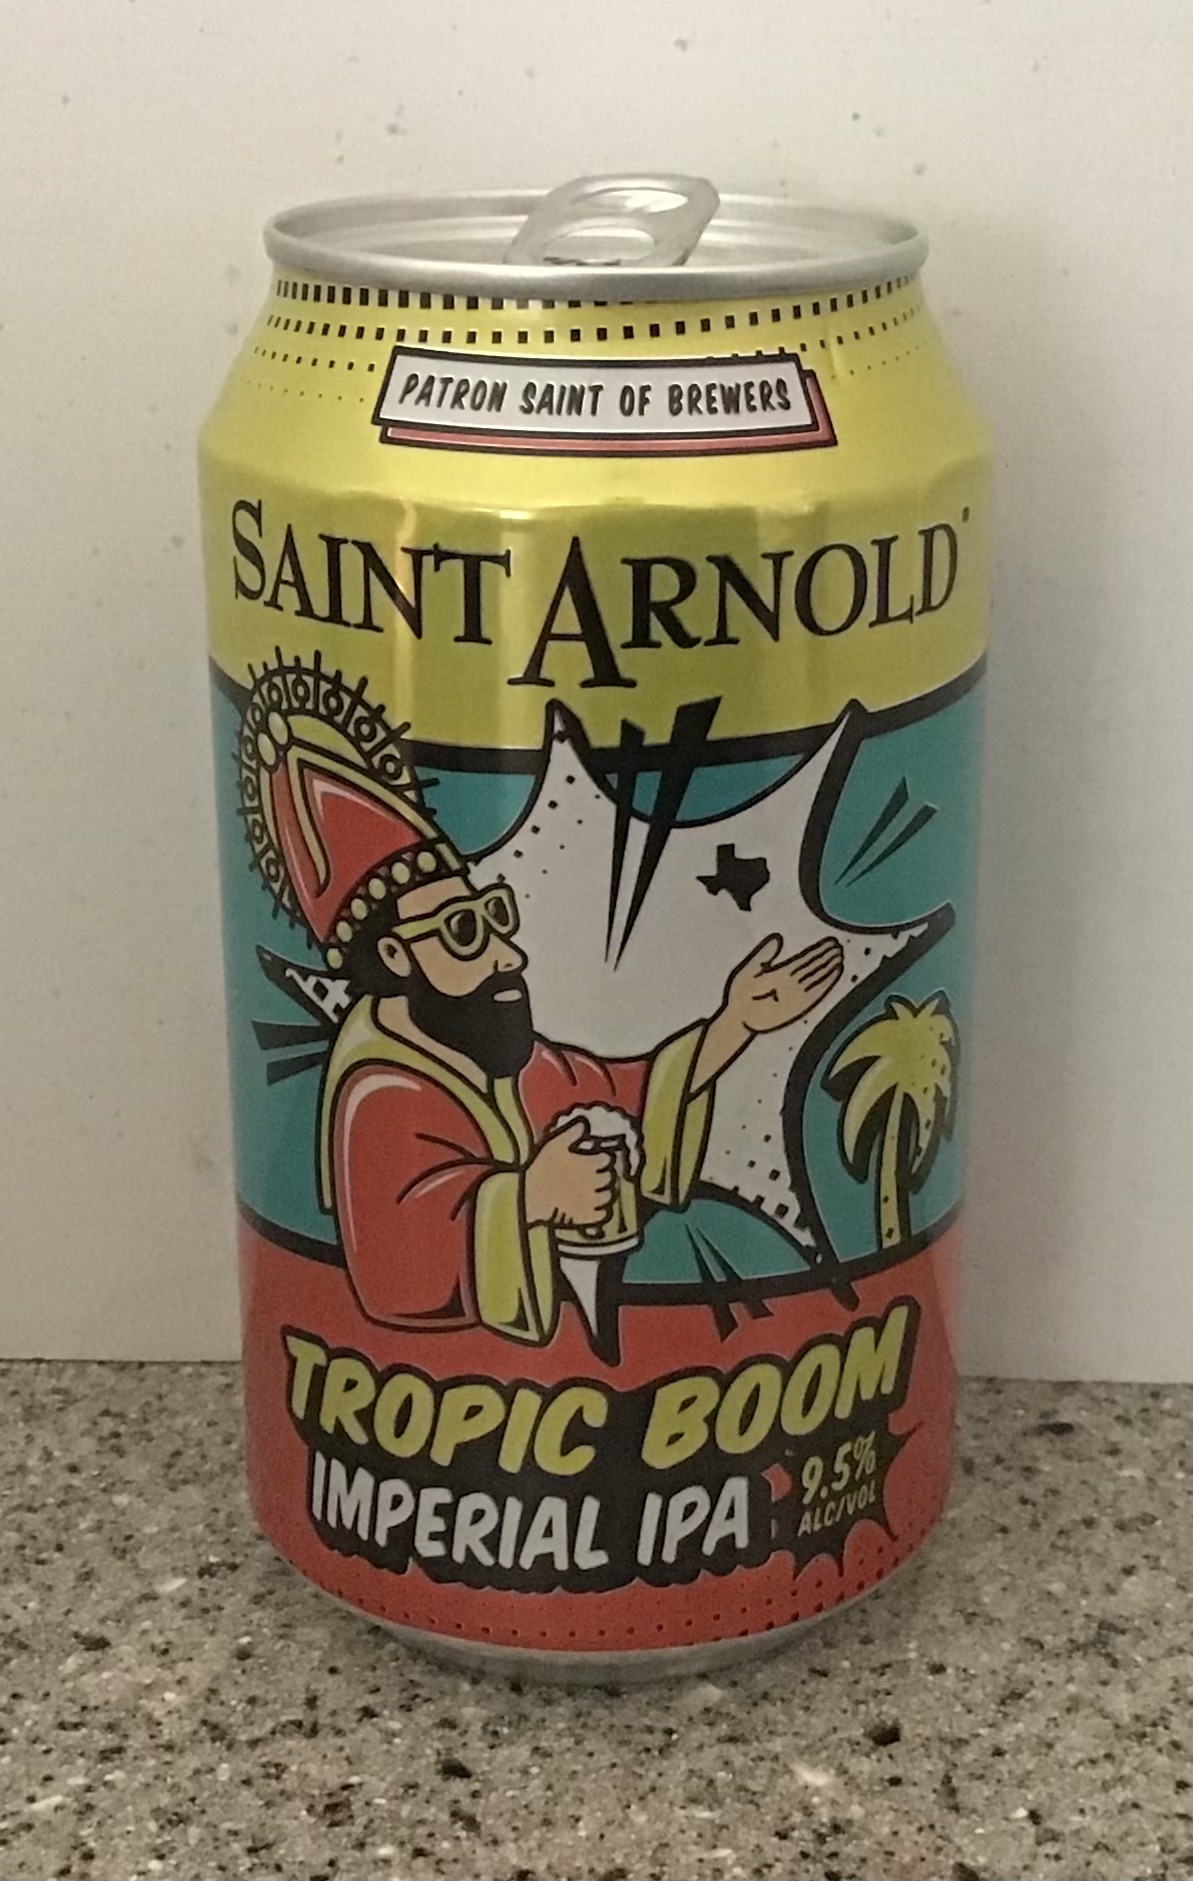 PATRON SAINT OF BREWERS
SAINT ARNOLD
TROPIC BOOM
IMPERIAL IPA
9.5%
ALC/VOL